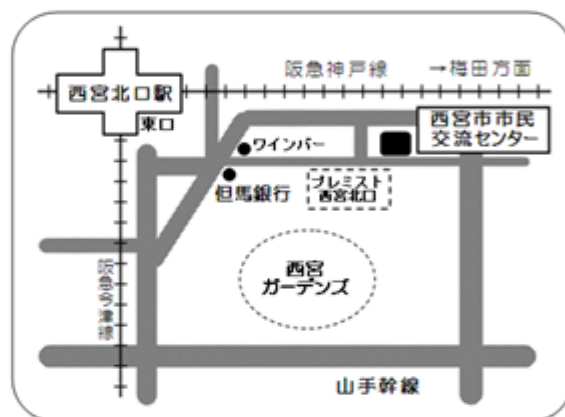 阪急神戸線 →梅田方面
西宮北口駅
東口
西宮市市民
交流センター
ワインバー
プレミスト
西宮北口
但馬銀行
西宮
ガーデンズ
阪急今津線
山手幹線